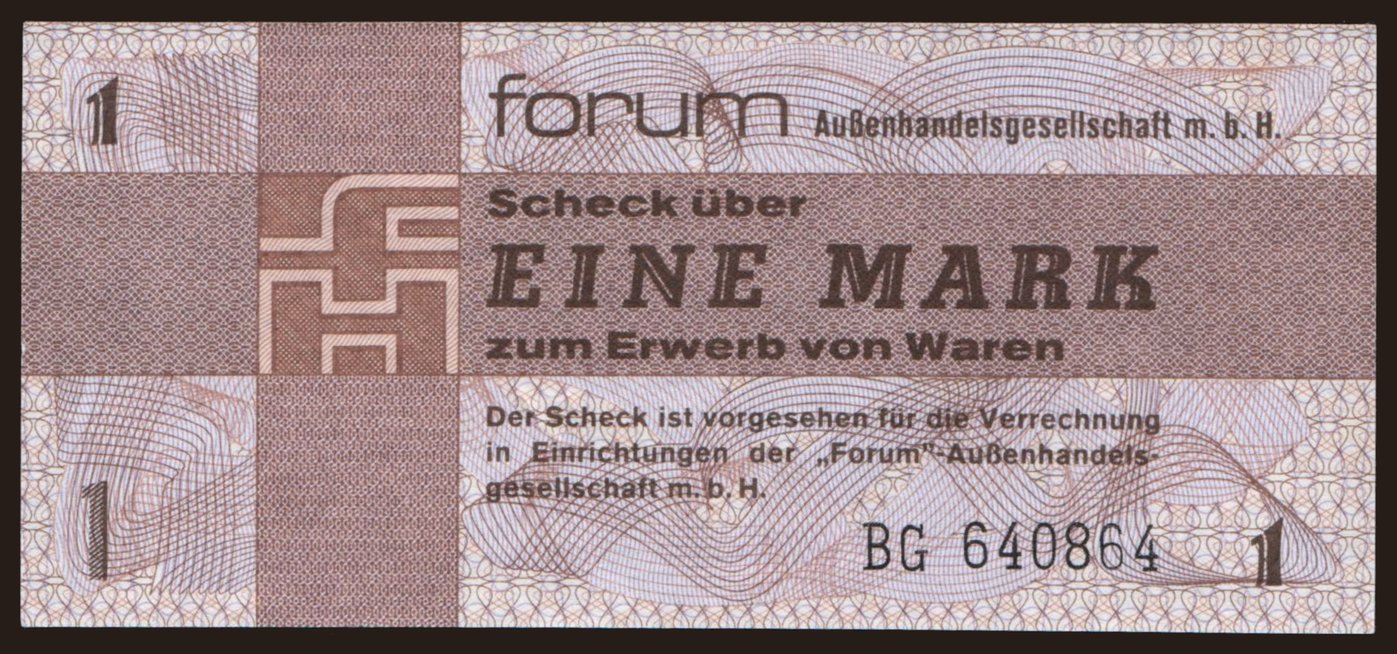 1
forum Außenhandelsgesellschaft m. b. H.
Scheck über
EINE MARK
zum Erwerb von Waren
Der Scheck ist vorgesehen für die Verrechnung
in Einrichtungen der „Forum"-Außenhandels-
gesellschaft m. b. H.
1
BG 640864
1